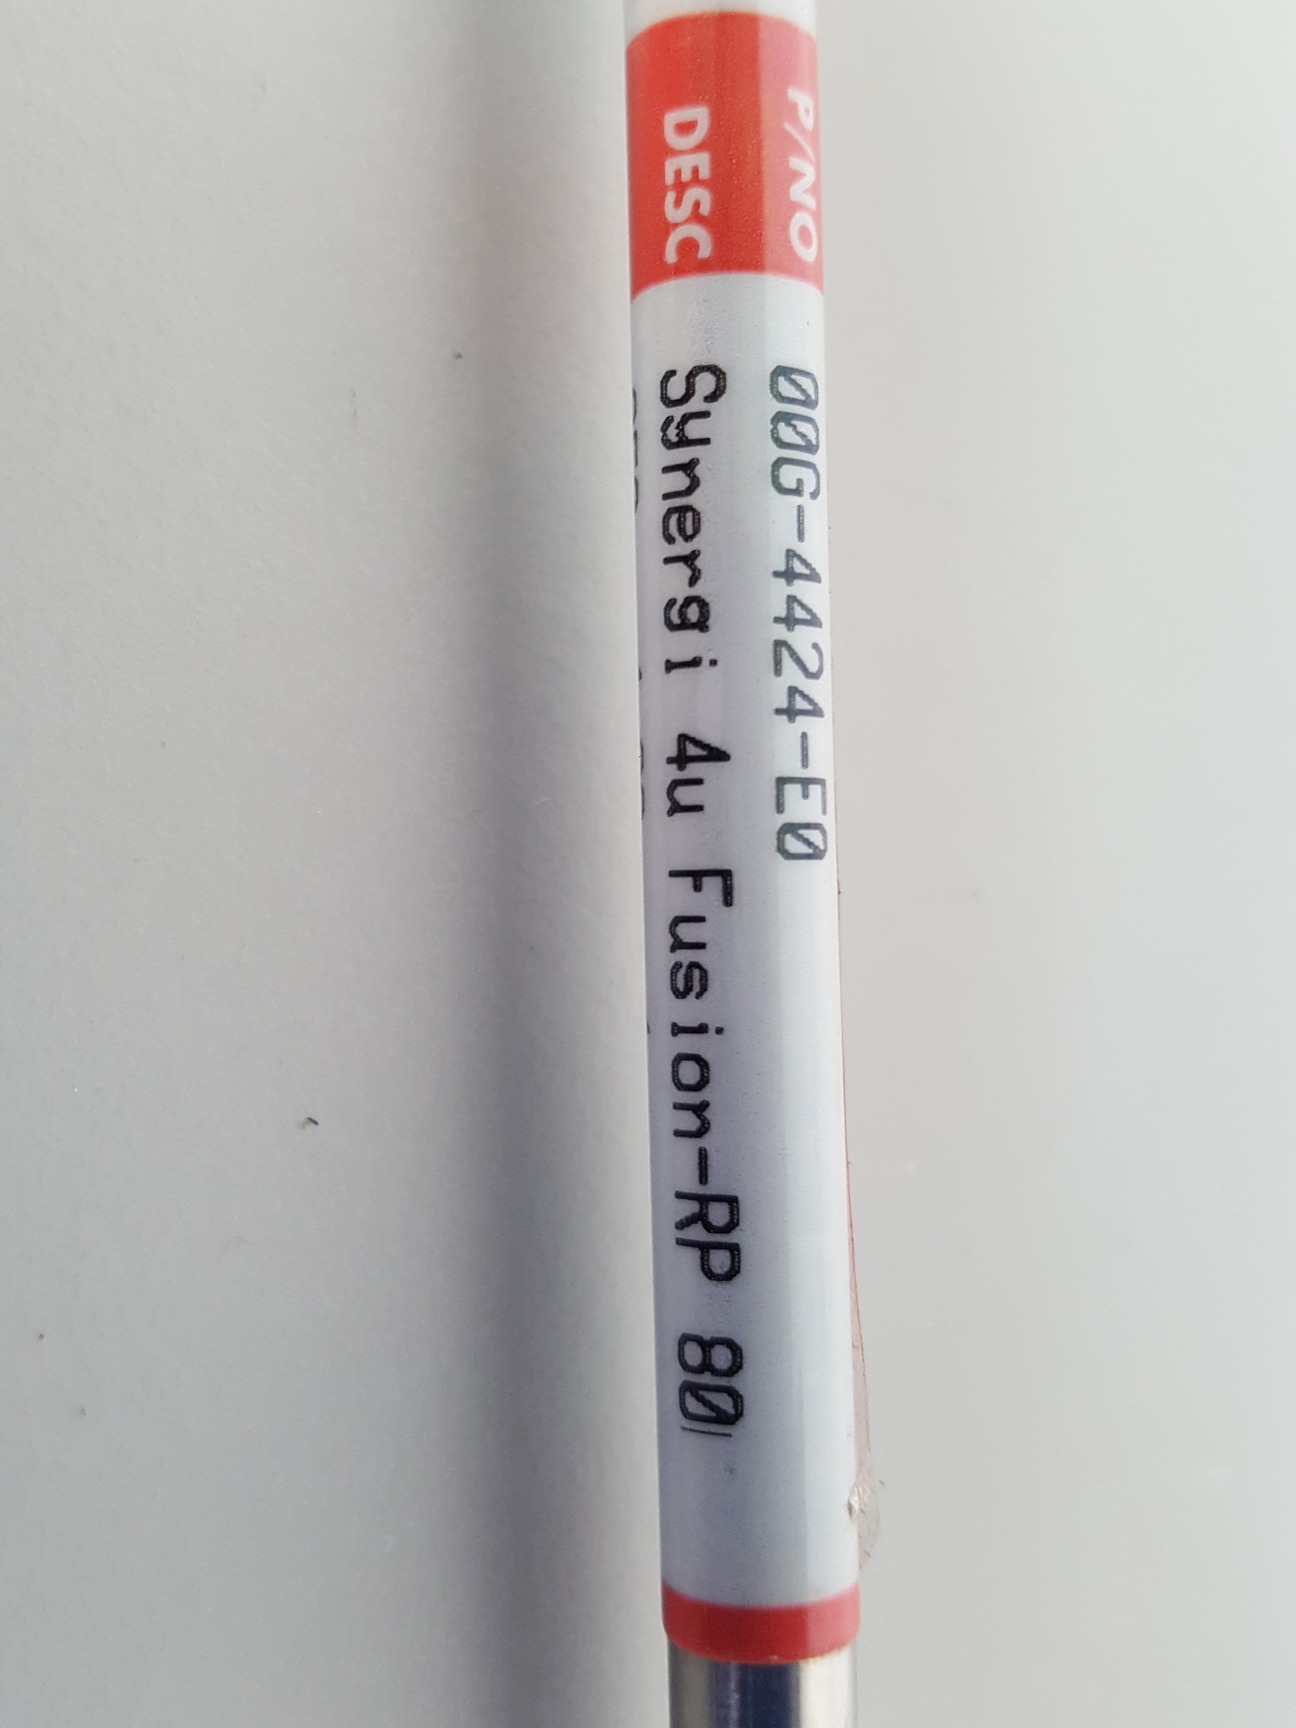 P/NO 00G-4424-E0
DESC Synergi 4u Fusion-RP 80